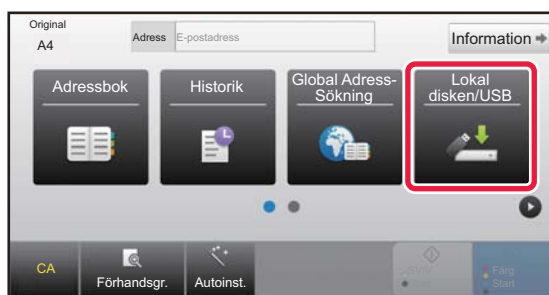 Original
A4
Adress E-postadress
Information
Adressbok
Historik
Global Adress-
Sökning
Lokal
disken/USB
CA
Förhandsgr.
Autoinst.
Färg
Start